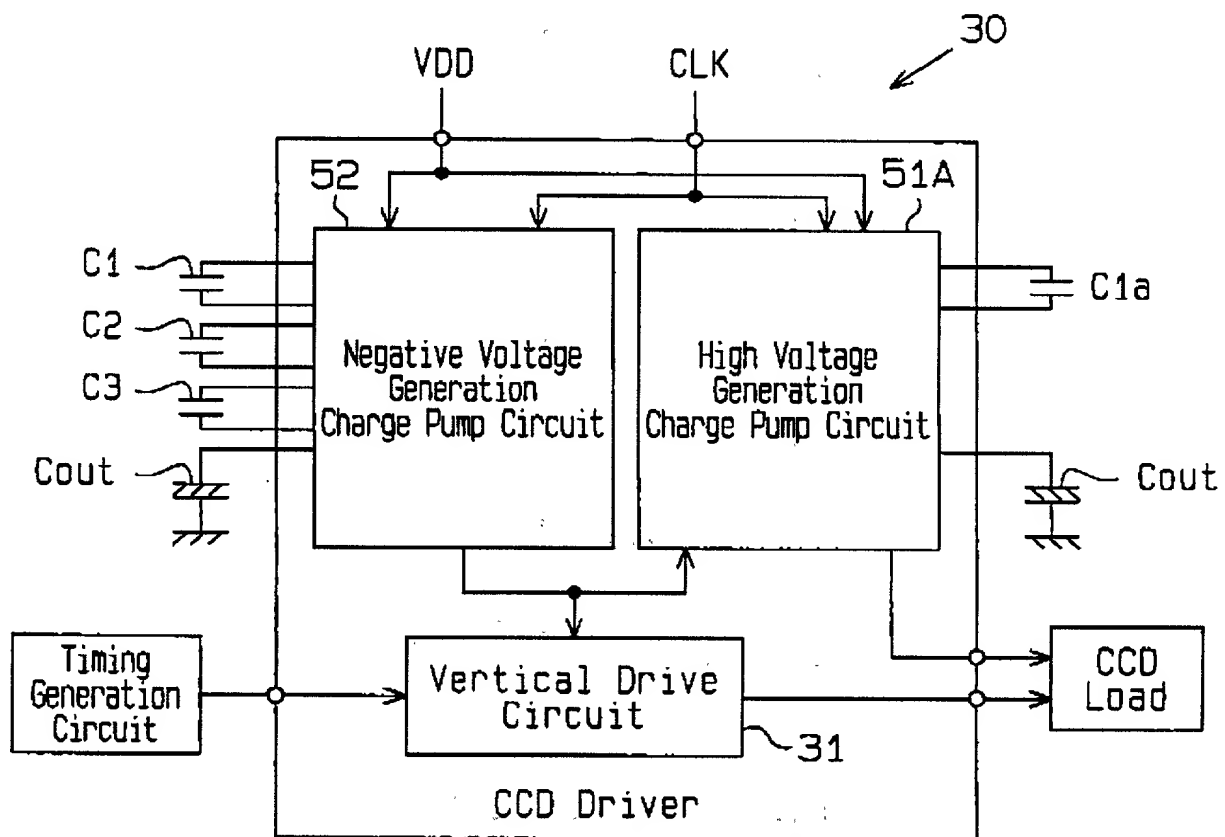 30
VDD
CLK
52
51A
C1
C2
C3
Cout
Negative Voltage
Generation
Charge Pump Circuit
High Voltage
Generation
Charge Pump Circuit
C1a
Cout
Timing
Generation
Circuit
Vertical Drive
Circuit
31
CCD
Load
CCD Driver